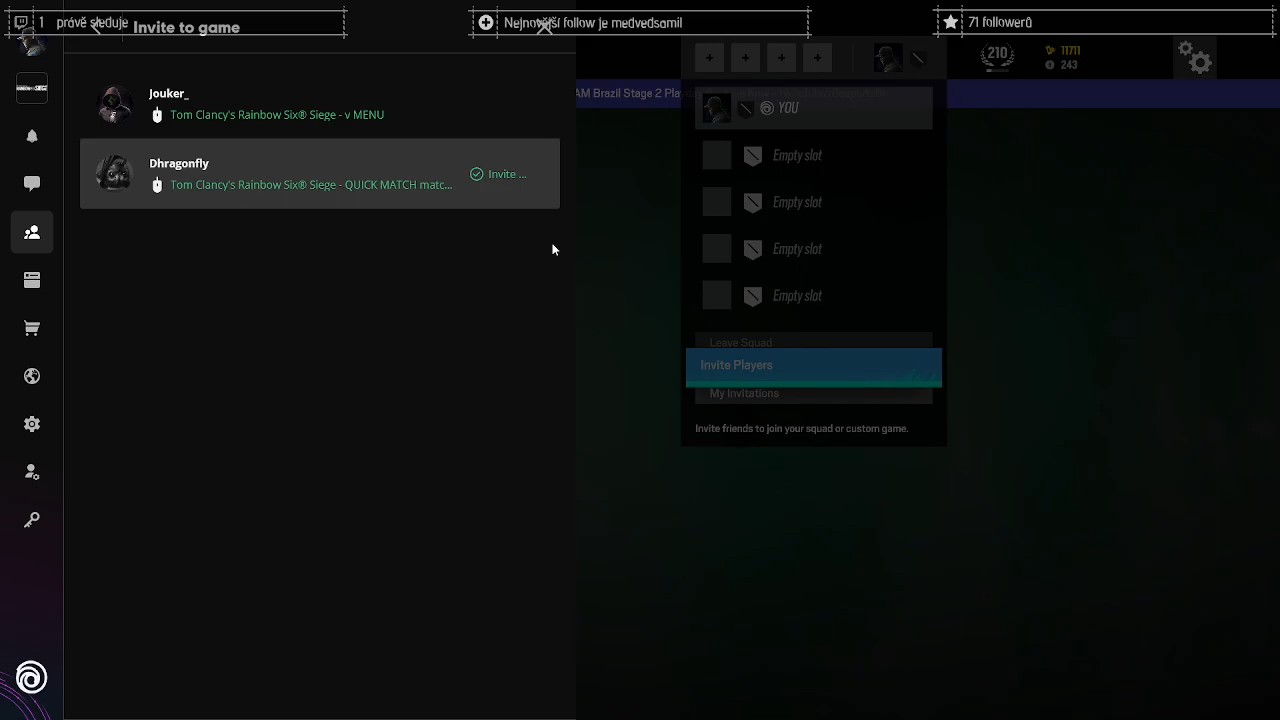 1 právě sleduje
Nejnovější follow je medvedsamil
71 followerů
Invite to game
210
11711
243
Jouker_
Tom Clancy's Rainbow Six® Siege - v MENU
Dhragonfly
Tom Clancy's Rainbow Six® Siege - QUICK MATCH matc...
Invite ...
AM Brazil Stage 2
YOU
Empty slot
Empty slot
Empty slot
Empty slot
Leave Squad
Invite Players
My Invitations
Invite friends to join your squad or custom game.